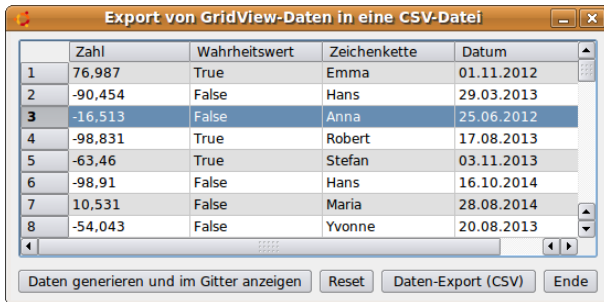 Export von GridView-Daten in eine CSV-Datei
Zahl Wahrheitswert Zeichenkette Datum
1 76,987 True Emma 01.11.2012
2 -90,454 False Hans 29.03.2013
3 -16,513 False Anna 25.06.2012
4 -98,831 True Robert 17.08.2013
5 -63,46 True Stefan 03.11.2013
6 -98,91 False Hans 16.10.2014
7 10,531 False Maria 28.08.2014
8 -54,043 False Yvonne 20.08.2013
Daten generieren und im Gitter anzeigen Reset Daten-Export (CSV) Ende